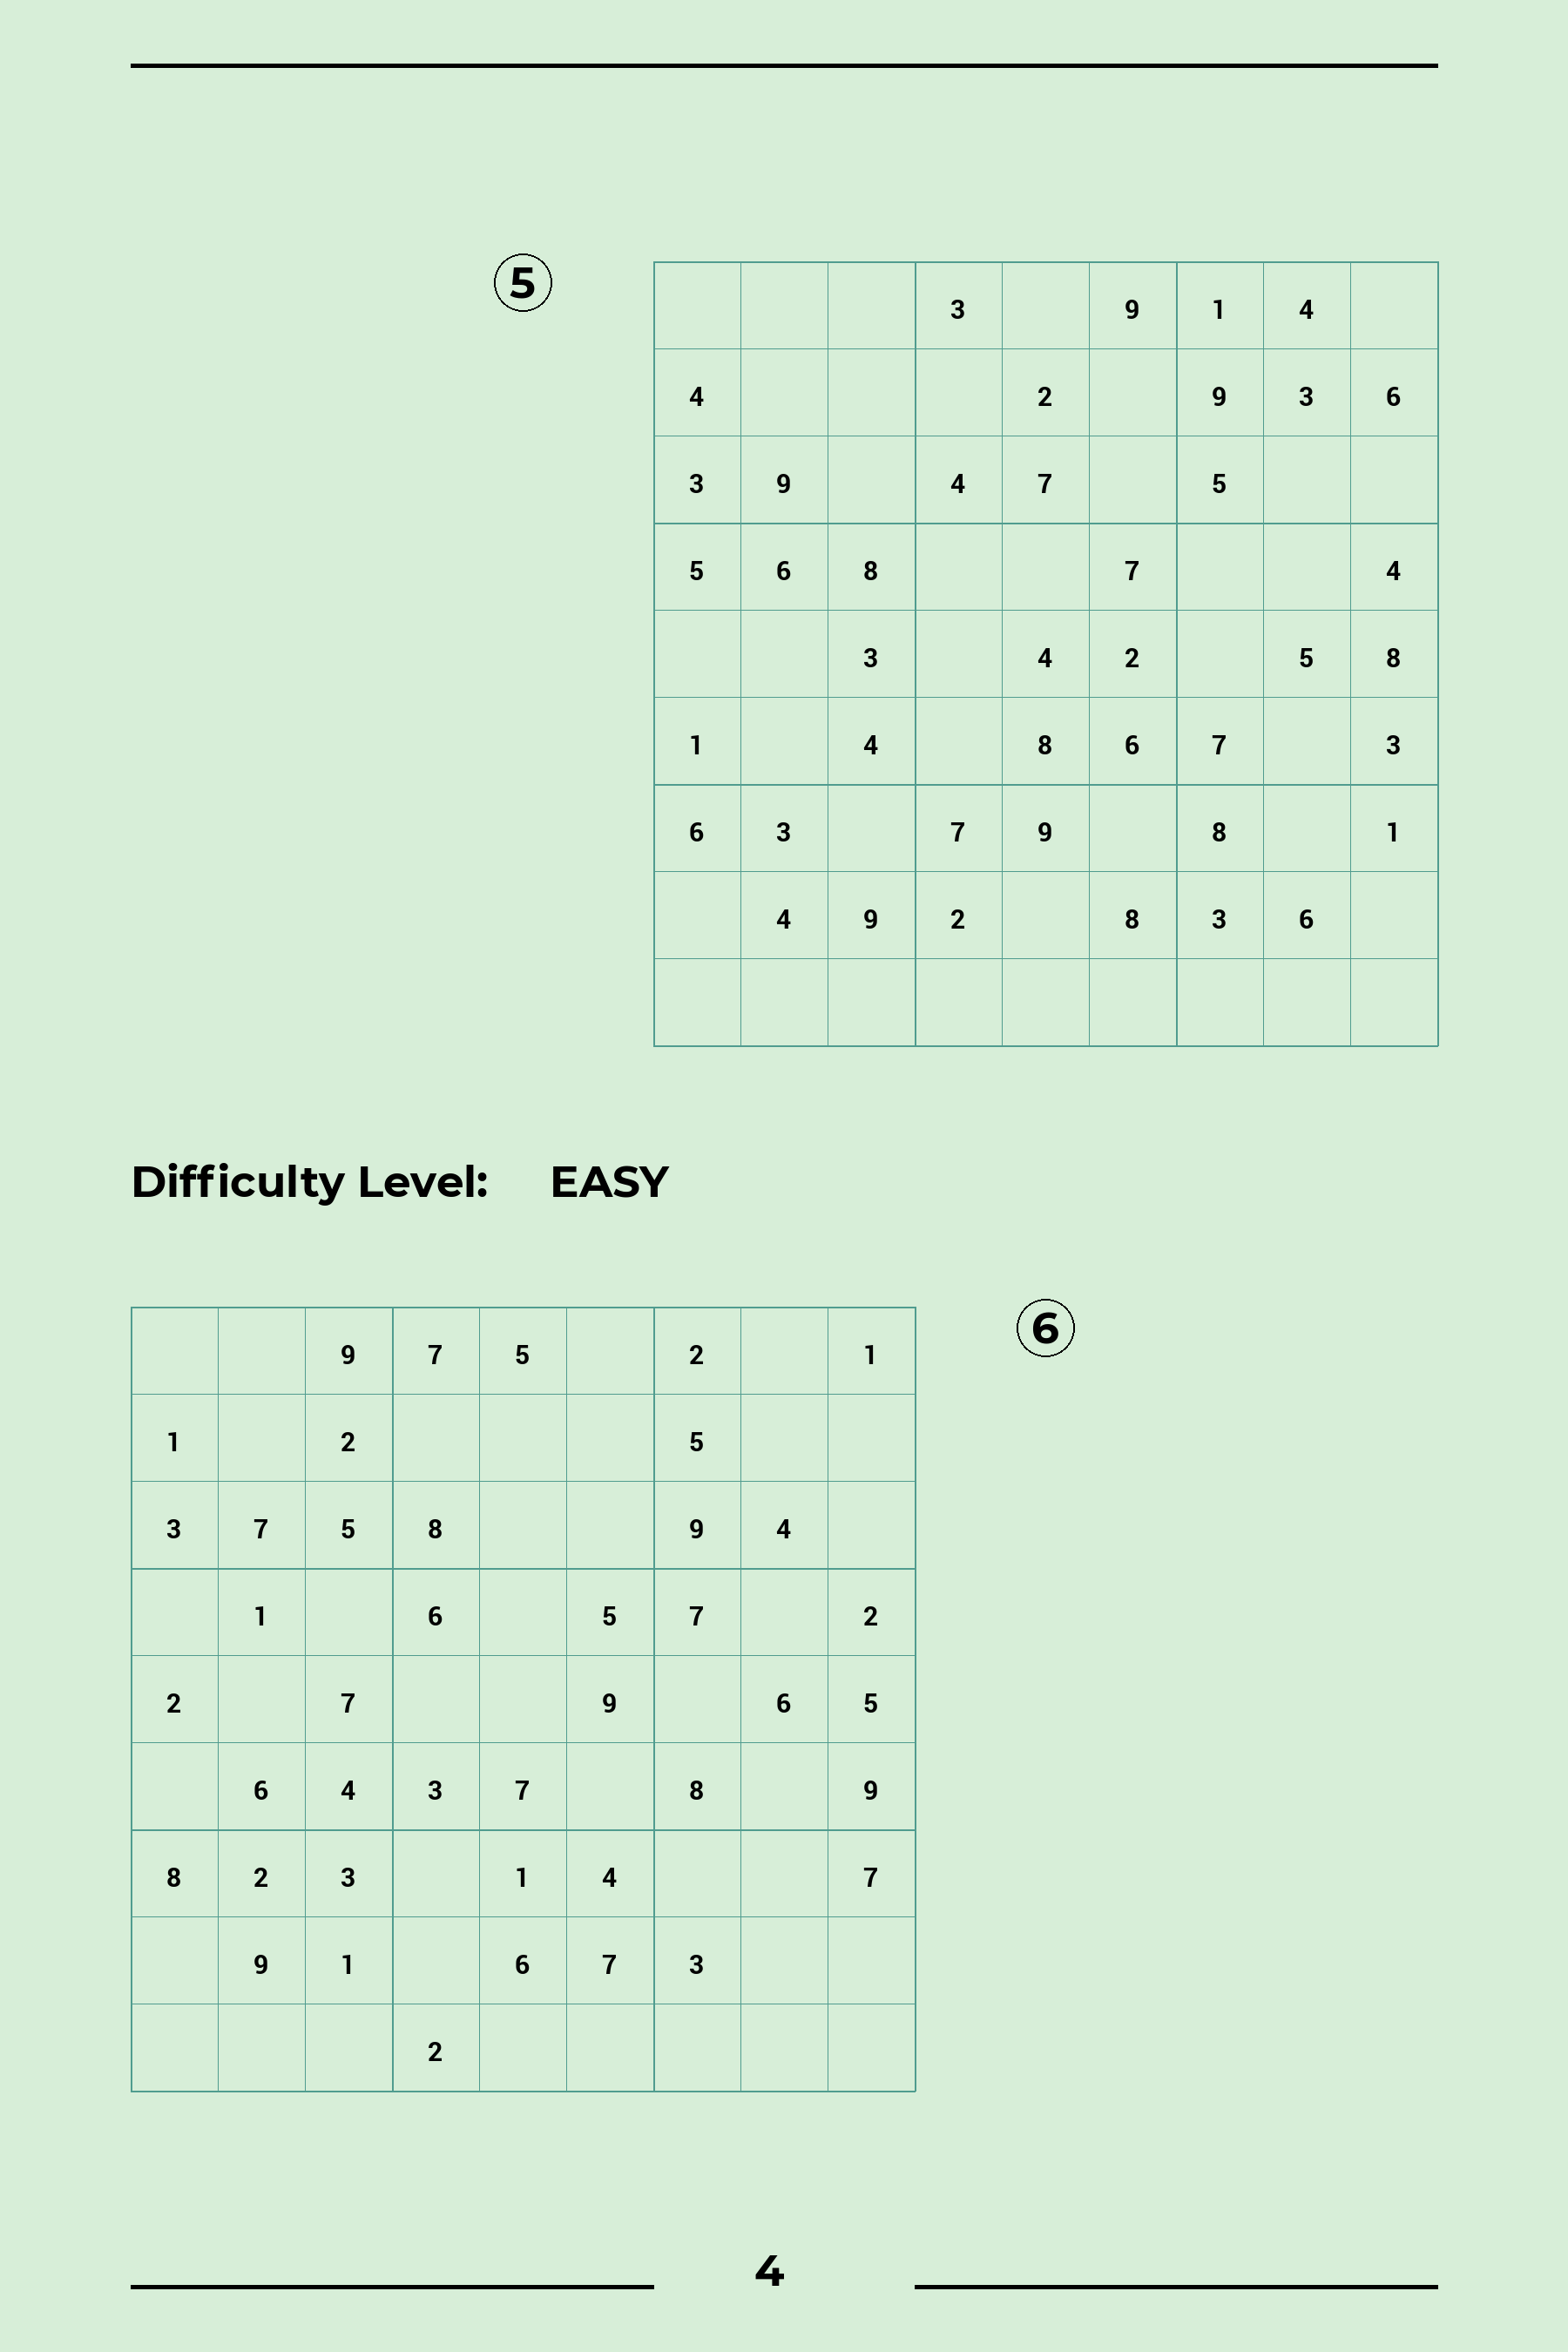 5
3 9 1 4
4 2 9 3 6
3 9 4 7 5
5 6 8 7 4
3 4 2 5 8
1 4 8 6 7 3
6 3 7 9 8 1
4 9 2 8 3 6
Difficulty Level: EASY
6
9 7 5 2 1
1 2 5
3 7 5 8 9 4
1 6 5 7 2
2 7 9 6 5
6 4 3 7 8 9
8 2 3 1 4 7
9 1 6 7 3
2
4